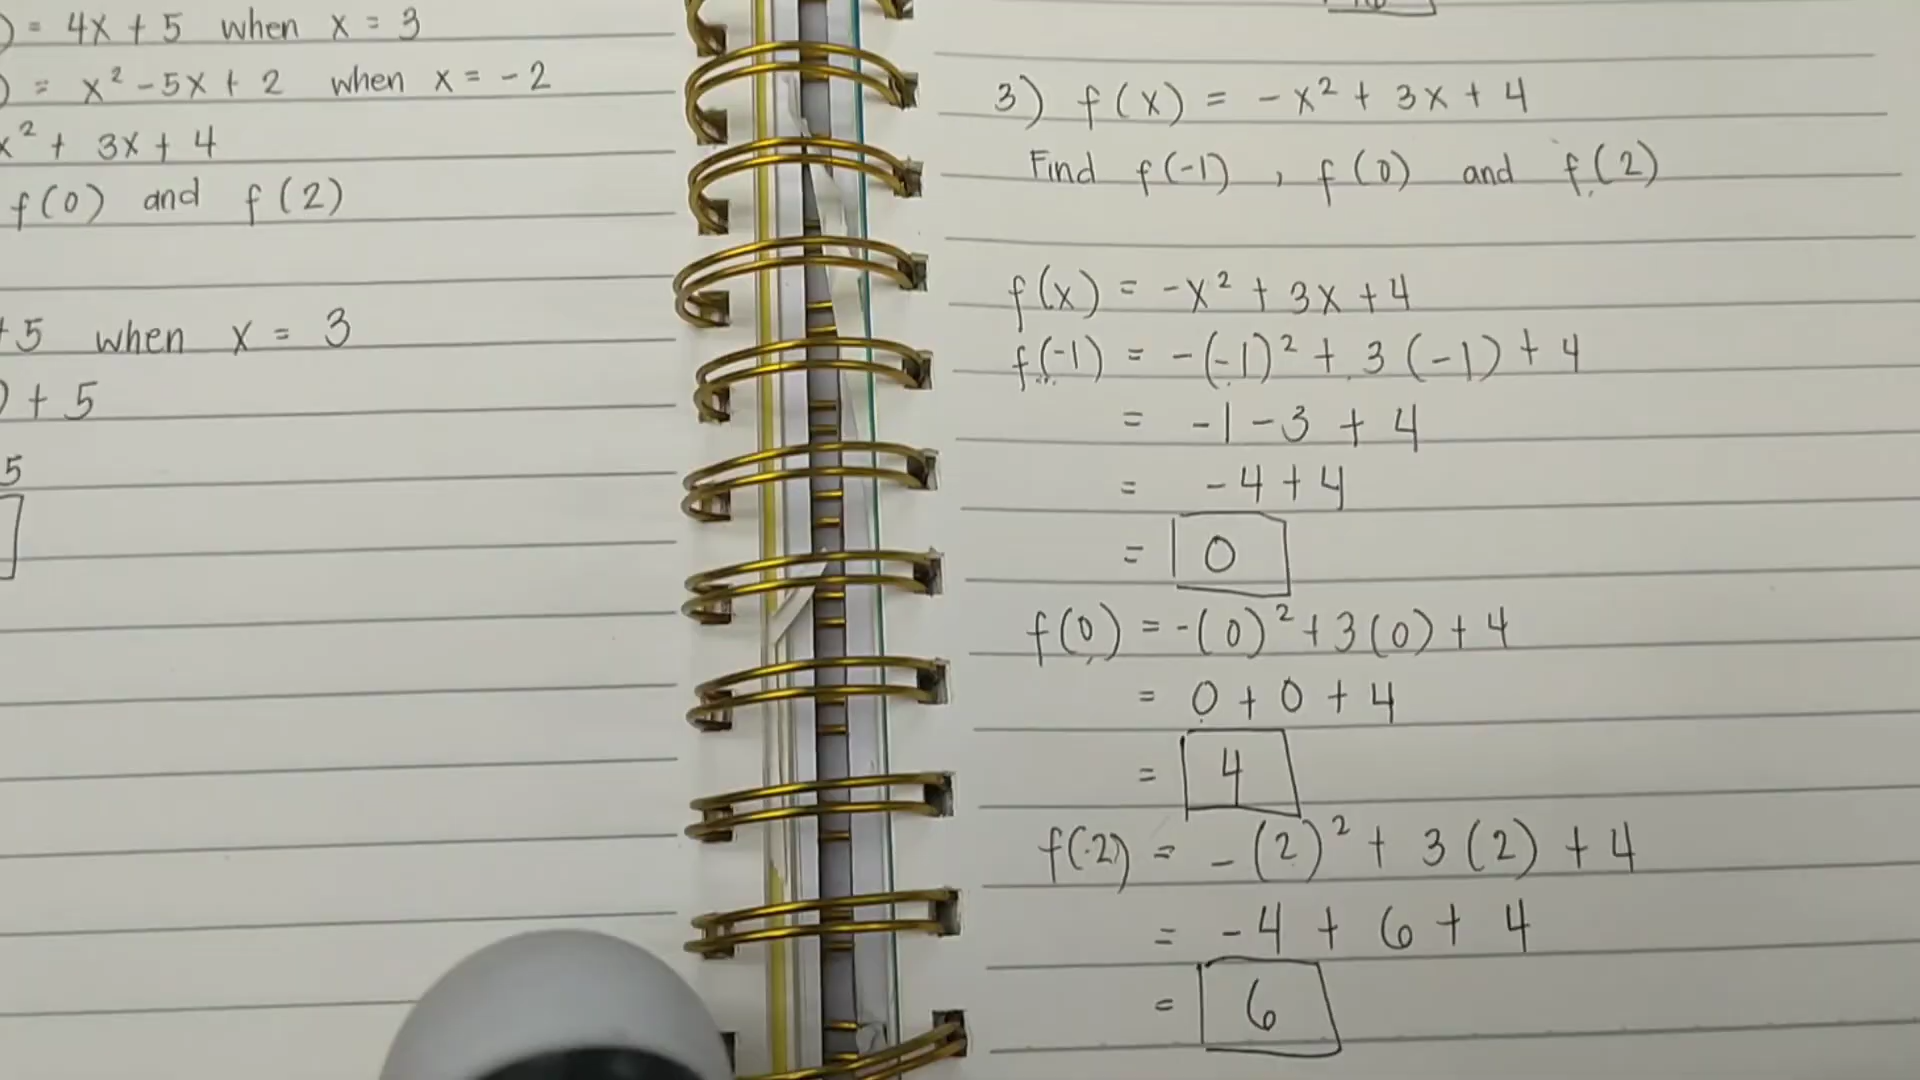 ) = 4x + 5 when x = 3
) = x² - 5x + 2 when x = -2
x² + 3x + 4
f(0) and f(2)
+ 5 when x = 3
) + 5
5
3) f(x) = -x² + 3x + 4
Find f(-1), f(0) and f(2)
f(x) = -x² + 3x + 4
f(-1) = -(-1)² + 3(-1) + 4
= -1 - 3 + 4
= -4 + 4
= 0
f(0) = -(0)² + 3(0) + 4
= 0 + 0 + 4
= 4
f(-2) = -(2)² + 3(2) + 4
= -4 + 6 + 4
= 6